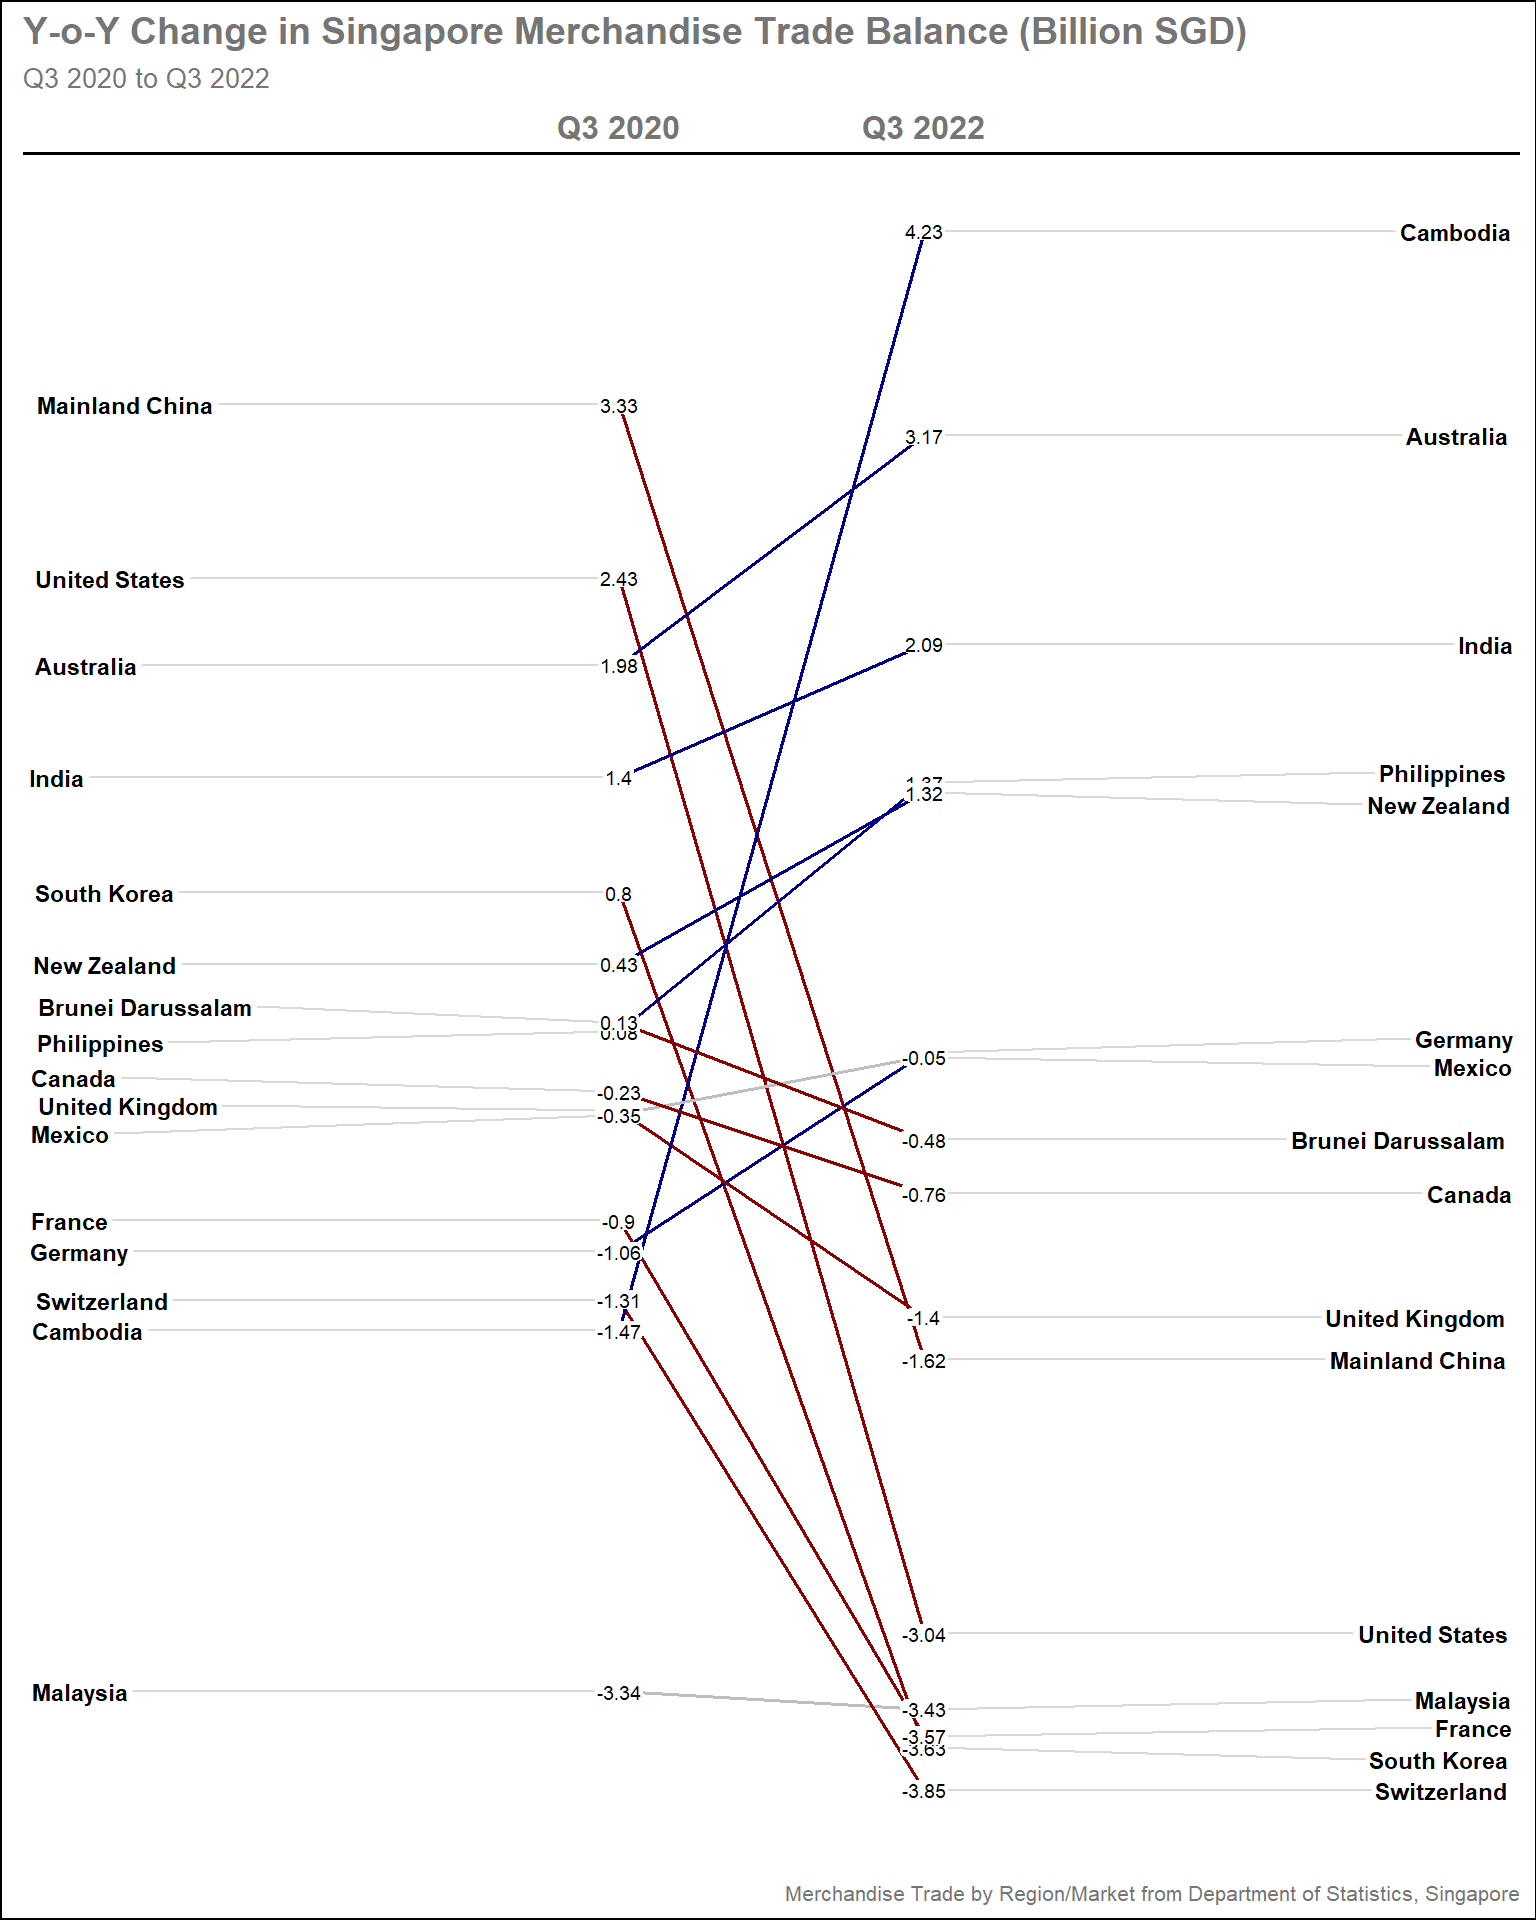 Y-o-Y Change in Singapore Merchandise Trade Balance (Billion SGD)
Q3 2020 to Q3 2022
Q3 2020 Q3 2022
4.23 Cambodia
Mainland China 3.33
3.17 Australia
United States 2.43
Australia 1.98
2.09 India
India 1.4
1.37 Philippines
1.32 New Zealand
South Korea 0.8
New Zealand 0.43
Brunei Darussalam 0.13
Philippines 0.08
Germany
-0.05 Mexico
Canada -0.23
United Kingdom
Mexico -0.35
-0.48 Brunei Darussalam
-0.76 Canada
France -0.9
Germany -1.06
Switzerland -1.31
-1.4 United Kingdom
Cambodia -1.47
-1.62 Mainland China
-3.04 United States
Malaysia -3.34
-3.43 Malaysia
-3.57 France
-3.63 South Korea
-3.85 Switzerland
Merchandise Trade by Region/Market from Department of Statistics, Singapore